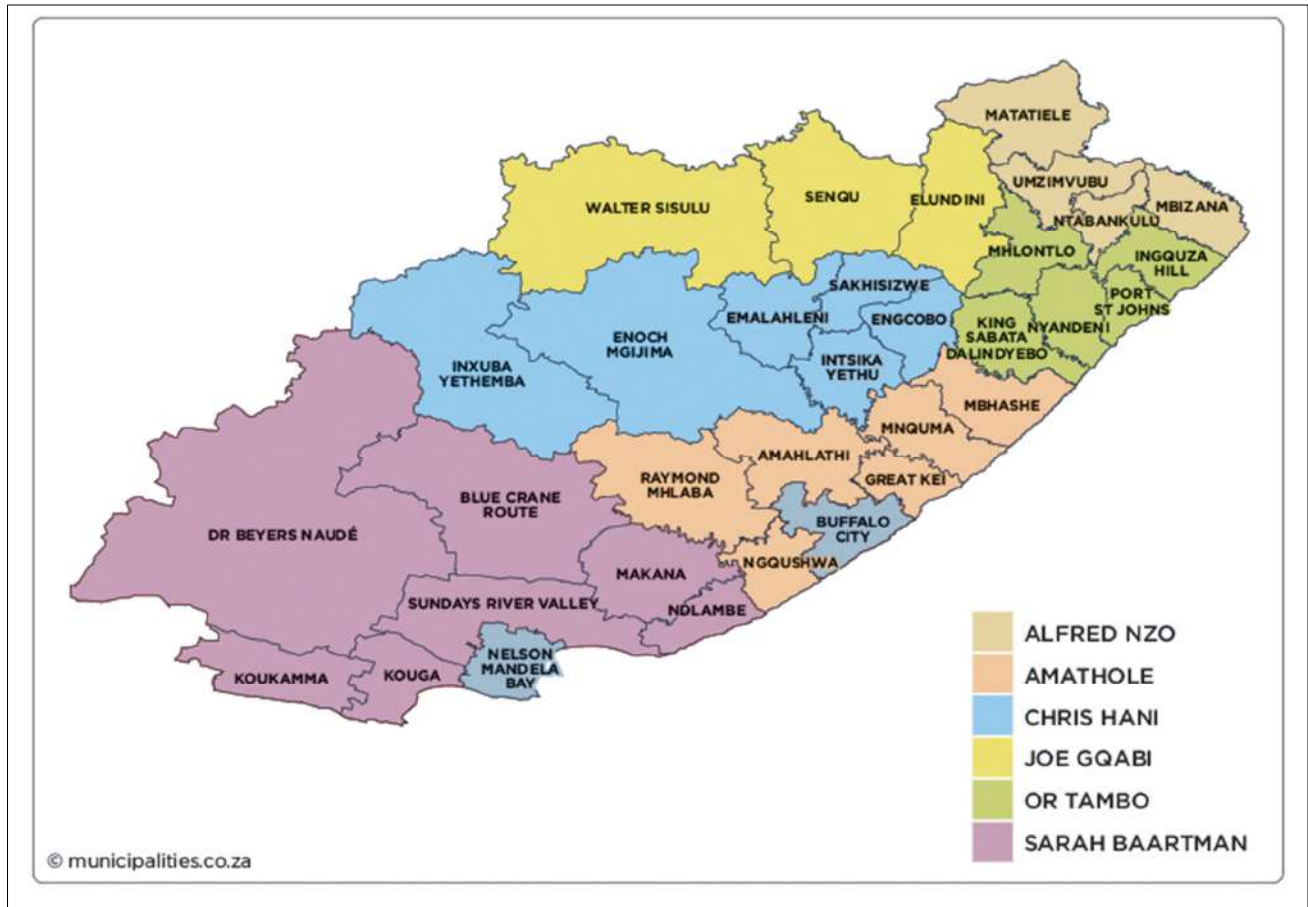 MATATIELE
UMZIMVUBU
NTABANKULU
MBIZANA
WALTER SISULU
SENQU
ELUNDINI
MHLONTLO
INGQUZA
HILL
PORT
ST JOHNS
NYANDENI
KING
SABATA
DALINDYEBO
SAKHISIZWE
EMALAHLENI
ENGCOBO
ENOCH
MGIJIMA
INTSIKA
YETHU
INXUBA
YETHEMBA
MBHASHE
MNQUMA
AMAHLATHI
GREAT KEI
RAYMOND
MHLABA
BLUE CRANE
ROUTE
BUFFALO
CITY
DR BEYERS NAUDÉ
NGQUSHWA
MAKANA
SUNDAYS RIVER VALLEY
NDLAMBE
NELSON
MANDELA
BAY
KOUKAMMA
KOUGA
ALFRED NZO
AMATHOLE
CHRIS HANI
JOE GQABI
OR TAMBO
SARAH BAARTMAN
© municipalities.co.za